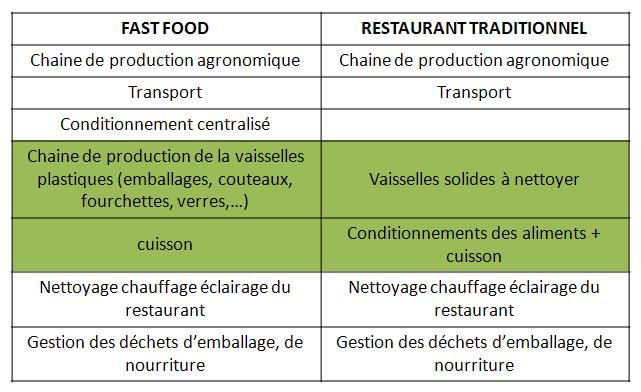 FAST FOOD
RESTAURANT TRADITIONNEL
Chaine de production agronomique
Chaine de production agronomique
Transport
Transport
Conditionnement centralisé
Chaine de production de la vaisselles
plastiques (emballages, couteaux,
fourchettes, verres,…)
Vaisselles solides à nettoyer
cuisson
Conditionnements des aliments +
cuisson
Nettoyage chauffage éclairage du
restaurant
Nettoyage chauffage éclairage du
restaurant
Gestion des déchets d’emballage, de
nourriture
Gestion des déchets d’emballage, de
nourriture